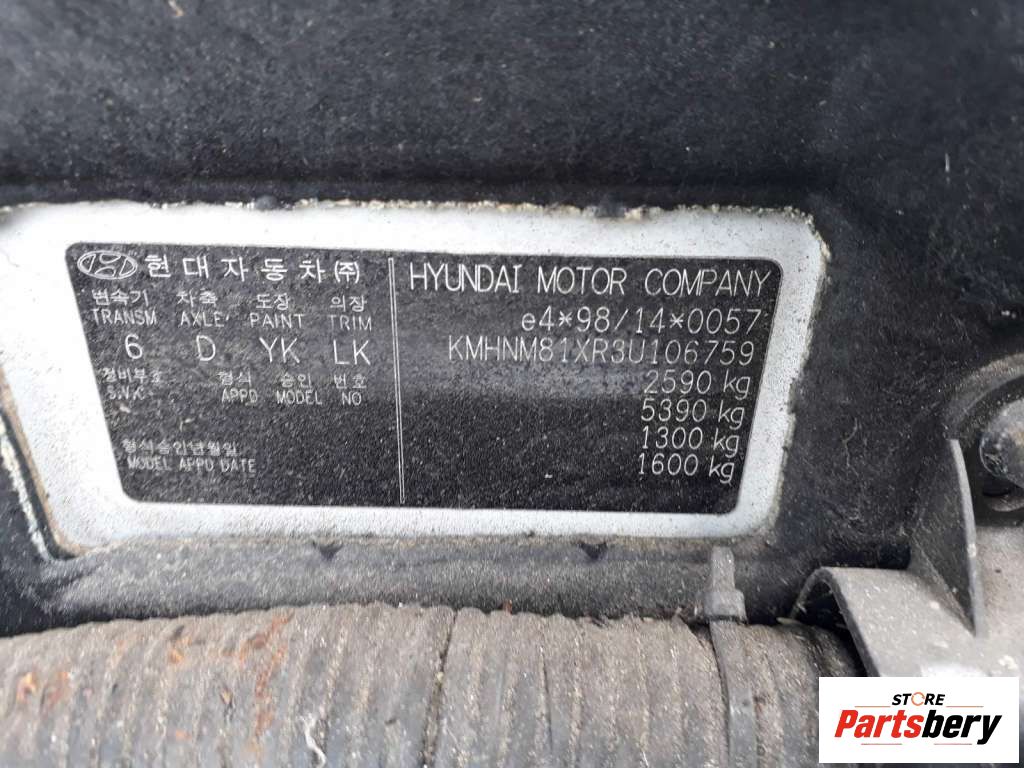 현대자동차(주)
변속기 차축 도장 의장
TRANSM AXLE PAINT TRIM
6 D YK LK
정비부호 형식 승인 번호
S.V.C APPD MODEL NO
형식승인년월일
MODEL APPD DATE
HYUNDAI MOTOR COMPANY
e4*98/14*0057
KMHNM81XR3U106759
2590 kg
5390 kg
1300 kg
1600 kg
STORE
Partsbery